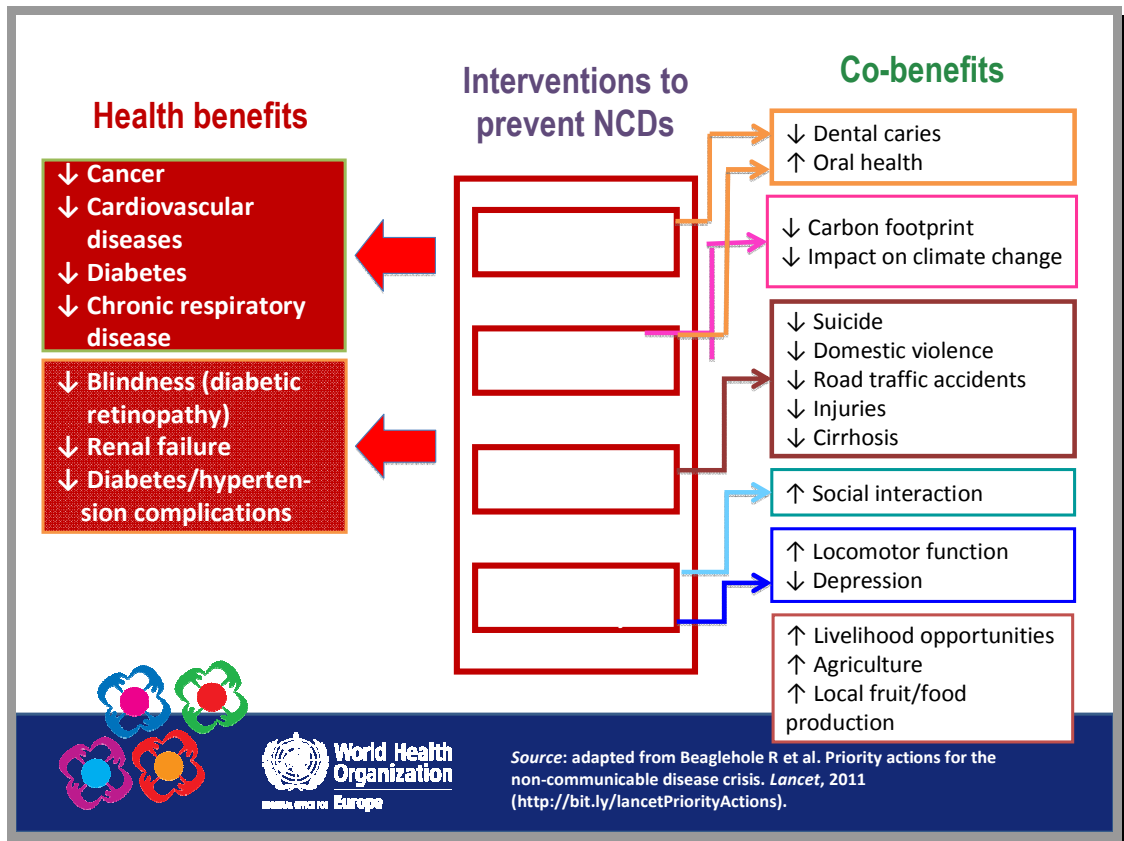 Health benefits
↓ Cancer
↓ Cardiovascular
diseases
↓ Diabetes
↓ Chronic respiratory
disease
↓ Blindness (diabetic
retinopathy)
↓ Renal failure
↓ Diabetes/hyperten-
sion complications
Interventions to
prevent NCDs
Co-benefits
↓ Dental caries
↑ Oral health
↓ Carbon footprint
↓ Impact on climate change
↓ Suicide
↓ Domestic violence
↓ Road traffic accidents
↓ Injuries
↓ Cirrhosis
↑ Social interaction
↑ Locomotor function
↓ Depression
↑ Livelihood opportunities
↑ Agriculture
↑ Local fruit/food
production
World Health
Organization
REGIONAL OFFICE FOR Europe
Source: adapted from Beaglehole R et al. Priority actions for the
non-communicable disease crisis. Lancet, 2011
(http://bit.ly/lancetPriorityActions).